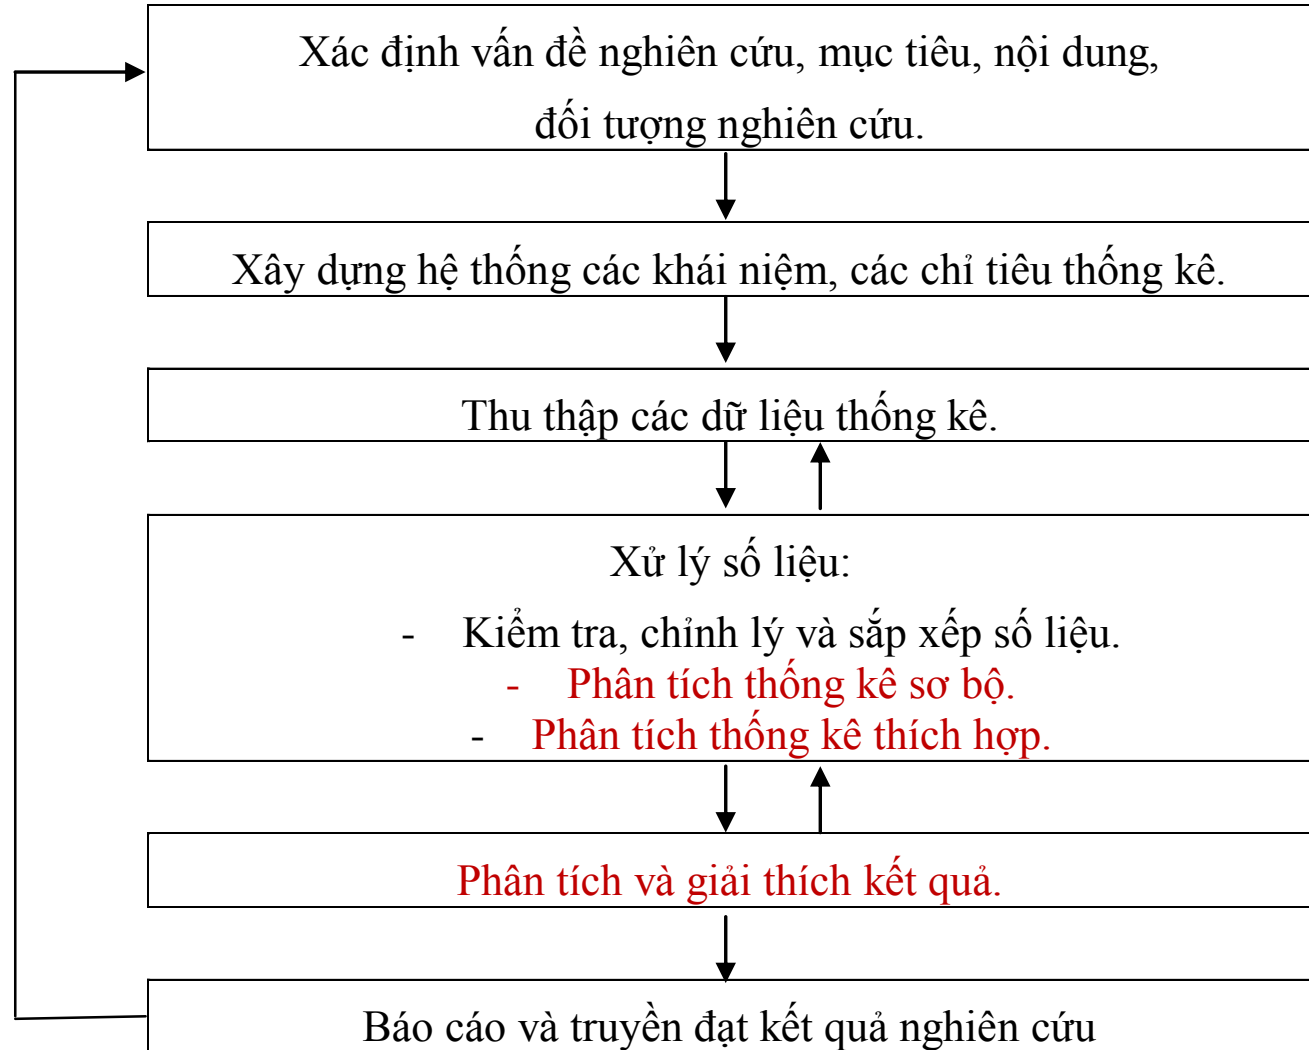 Xác định vấn đề nghiên cứu, mục tiêu, nội dung,
đối tượng nghiên cứu.
Xây dựng hệ thống các khái niệm, các chỉ tiêu thống kê.
Thu thập các dữ liệu thống kê.
Xử lý số liệu:
- Kiểm tra, chỉnh lý và sắp xếp số liệu.
- Phân tích thống kê sơ bộ.
- Phân tích thống kê thích hợp.
Phân tích và giải thích kết quả.
Báo cáo và truyền đạt kết quả nghiên cứu